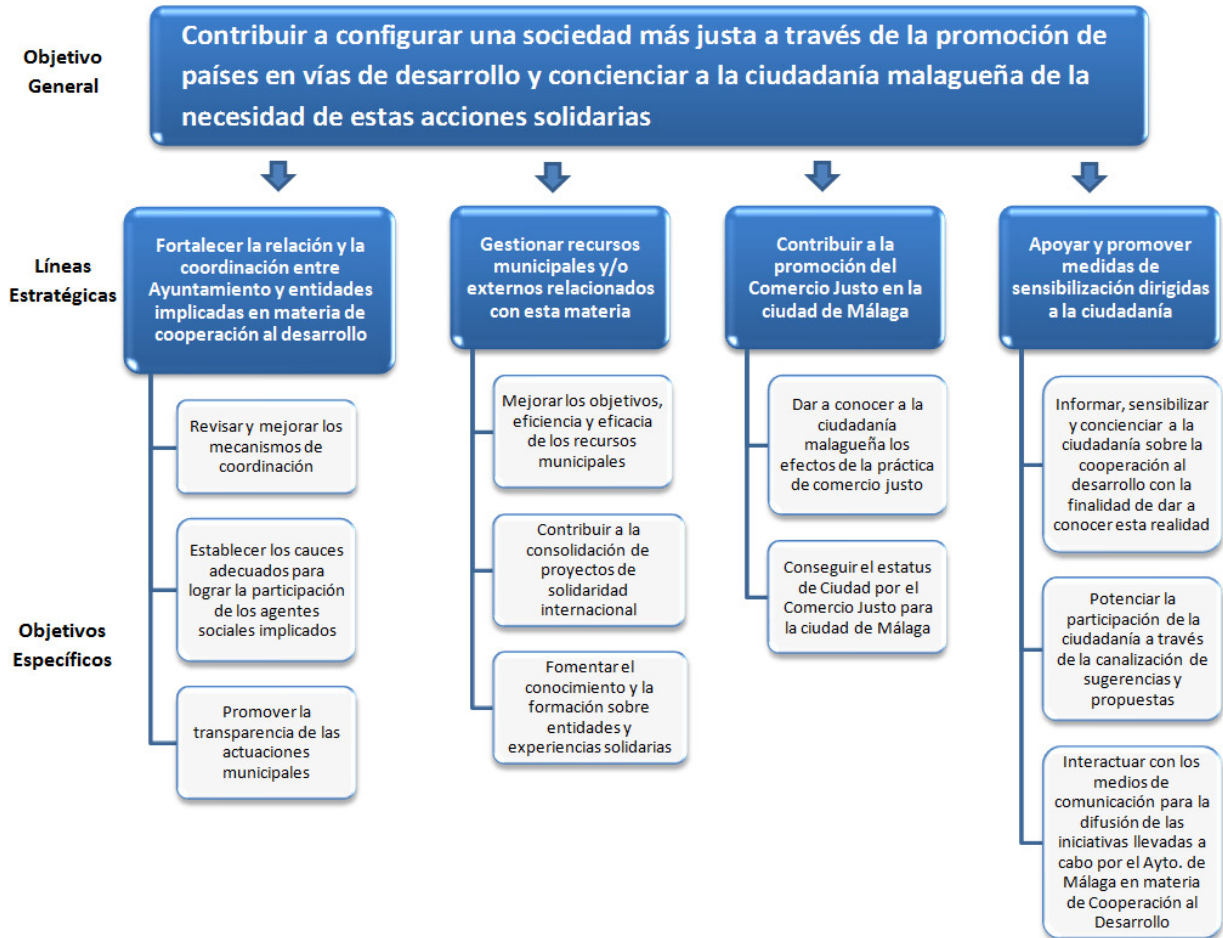 Objetivo
General
Contribuir a configurar una sociedad más justa a través de la promoción de
países en vías de desarrollo y concienciar a la ciudadanía malagueña de la
necesidad de estas acciones solidarias
Líneas
Estratégicas
Fortalecer la relación y la
coordinación entre
Ayuntamiento y entidades
implicadas en materia de
cooperación al desarrollo
Gestionar recursos
municipales y/o
externos relacionados
con esta materia
Contribuir a la
promoción del
Comercio Justo en la
ciudad de Málaga
Apoyar y promover
medidas de
sensibilización dirigidas
a la ciudadanía
Objetivos
Específicos
Revisar y mejorar los
mecanismos de
coordinación
Establecer los cauces
adecuados para
lograr la participación
de los agentes
sociales implicados
Promover la
transparencia de las
actuaciones
municipales
Mejorar los objetivos,
eficiencia y eficacia
de los recursos
municipales
Contribuir a la
consolidación de
proyectos de
solidaridad
internacional
Fomentar el
conocimiento y la
formación sobre
entidades y
experiencias solidarias
Dar a conocer a la
ciudadanía
malagueña los
efectos de la práctica
de comercio justo
Conseguir el estatus
de Ciudad por el
Comercio Justo para
la ciudad de Málaga
Informar, sensibilizar
y concienciar a la
ciudadanía sobre la
cooperación al
desarrollo con la
finalidad de dar a
conocer esta realidad
Potenciar la
participación de la
ciudadanía a través
de la canalización de
sugerencias y
propuestas
Interactuar con los
medios de
comunicación para la
difusión de las
iniciativas llevadas a
cabo por el Ayto. de
Málaga en materia
de Cooperación al
Desarrollo